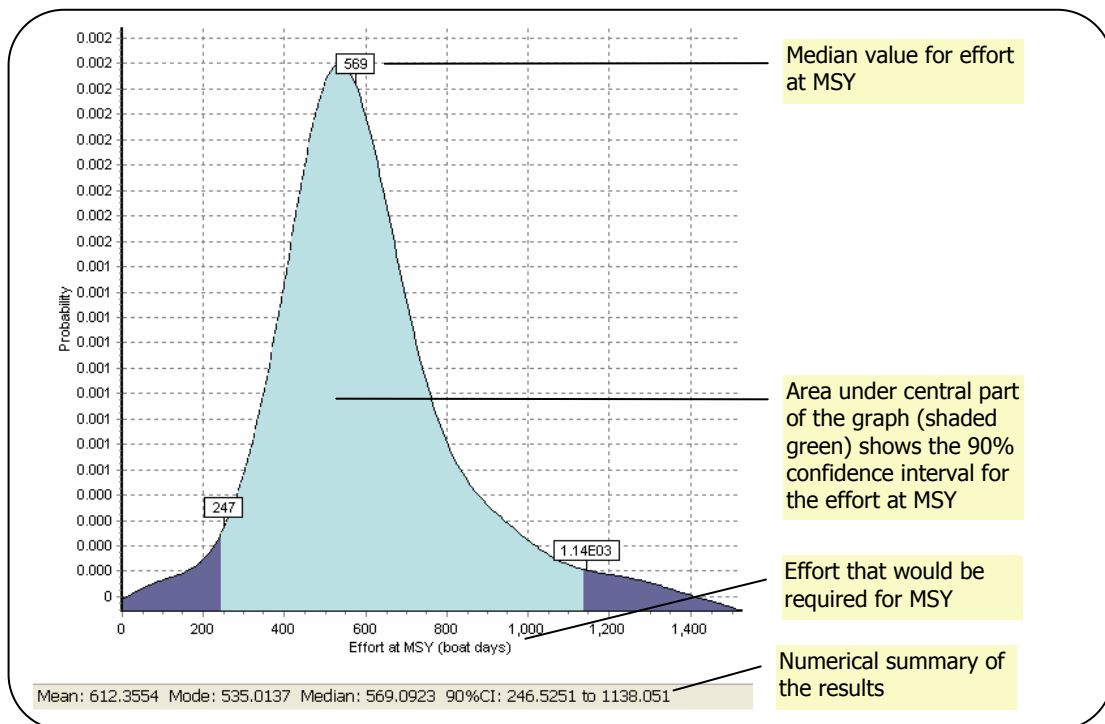 0.002
0.002
0.002
0.002
0.002
0.002
0.002
0.002
0.002
0.001
0.001
0.001
0.001
0.001
0.001
0.001
0.001
0.001
0.000
0.000
0.000
0.000
0
Probability
569
247
1.14E03
0 200 400 600 800 1,000 1,200 1,400
Effort at MSY (boat days)
Mean: 612.3554 Mode: 535.0137 Median: 569.0923 90%CI: 246.5251 to 1138.051
Median value for effort
at MSY
Area under central part
of the graph (shaded
green) shows the 90%
confidence interval for
the effort at MSY
Effort that would be
required for MSY
Numerical summary of
the results